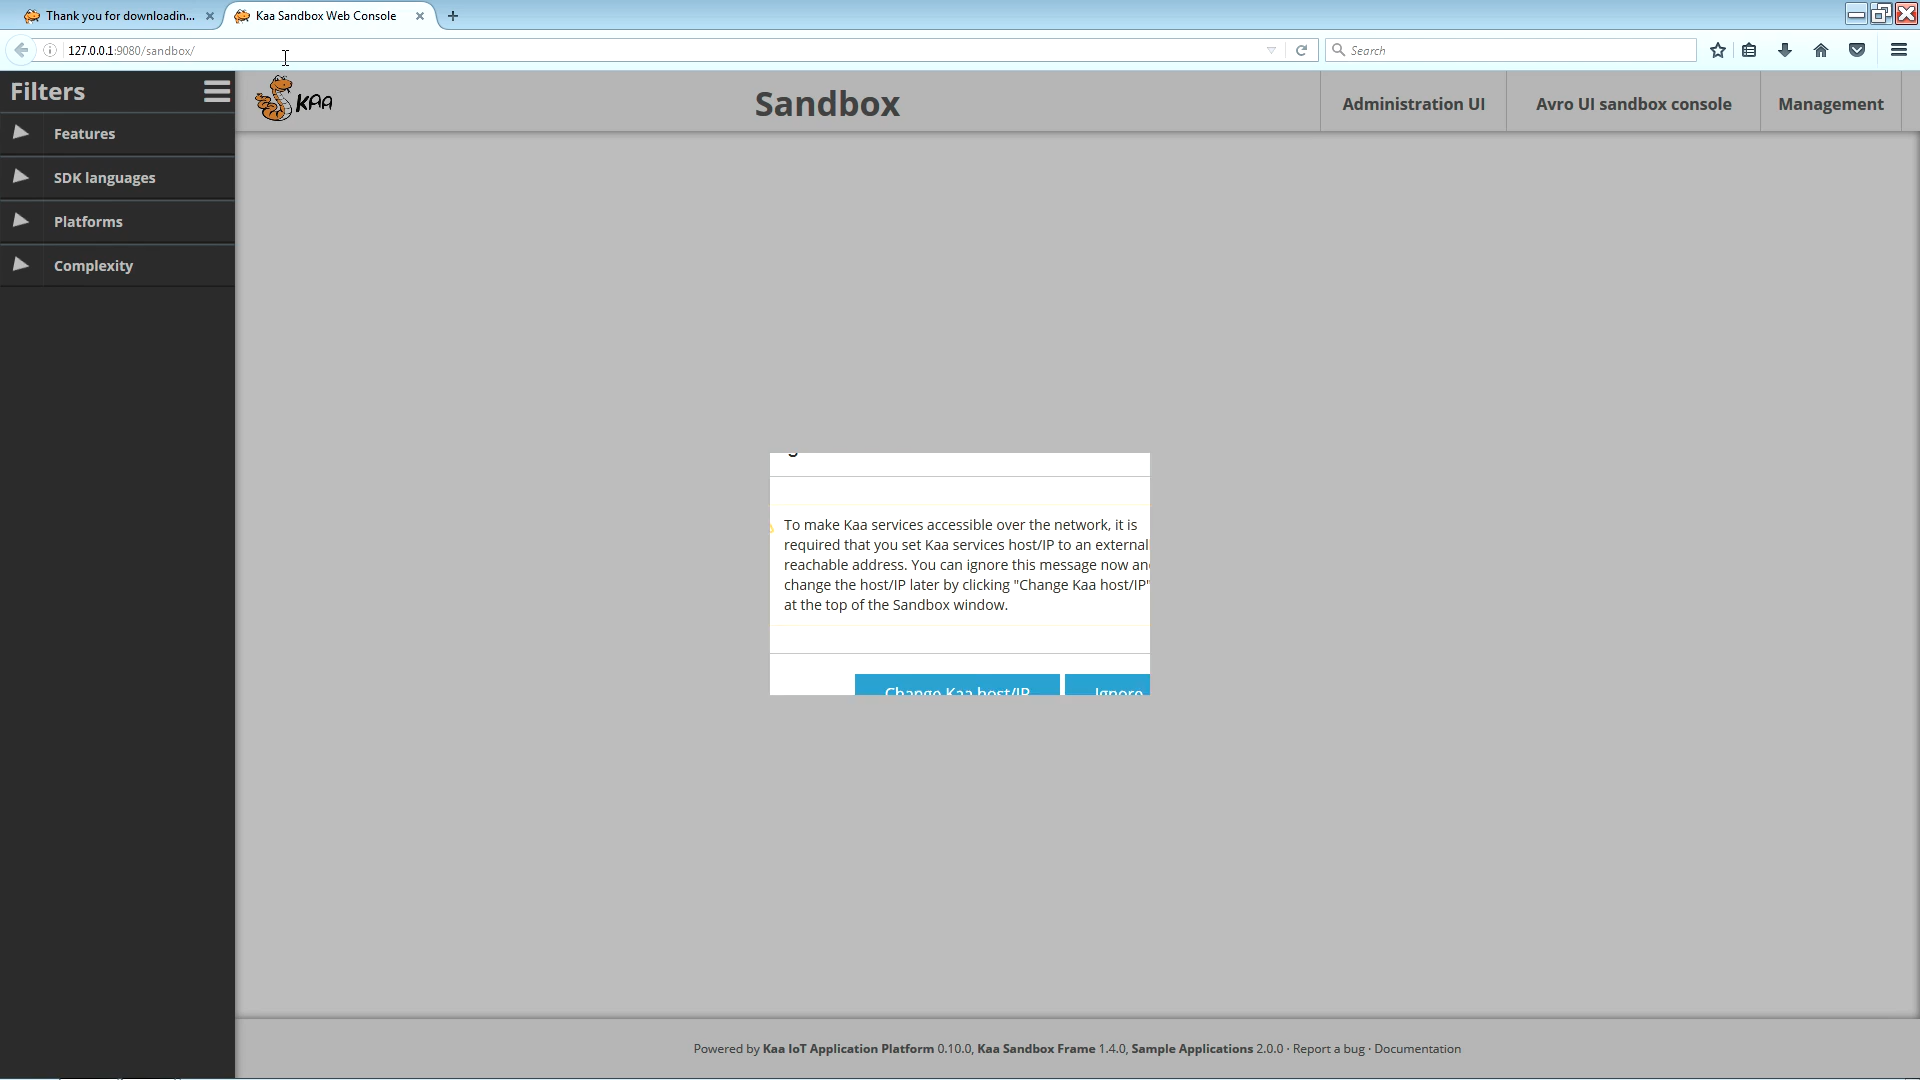 Thank you for downloadin...
Kaa Sandbox Web Console
127.0.0.1:9080/sandbox/
Search
Filters
KAA
Sandbox
Administration UI
Avro UI sandbox console
Management
Features
SDK languages
Platforms
Complexity
To make Kaa services accessible over the network, it is
required that you set Kaa services host/IP to an external
reachable address. You can ignore this message now an
change the host/IP later by clicking "Change Kaa host/IP"
at the top of the Sandbox window.
Change Kaa host/IP
Ignore
Powered by Kaa IoT Application Platform 0.10.0, Kaa Sandbox Frame 1.4.0, Sample Applications 2.0.0 · Report a bug · Documentation